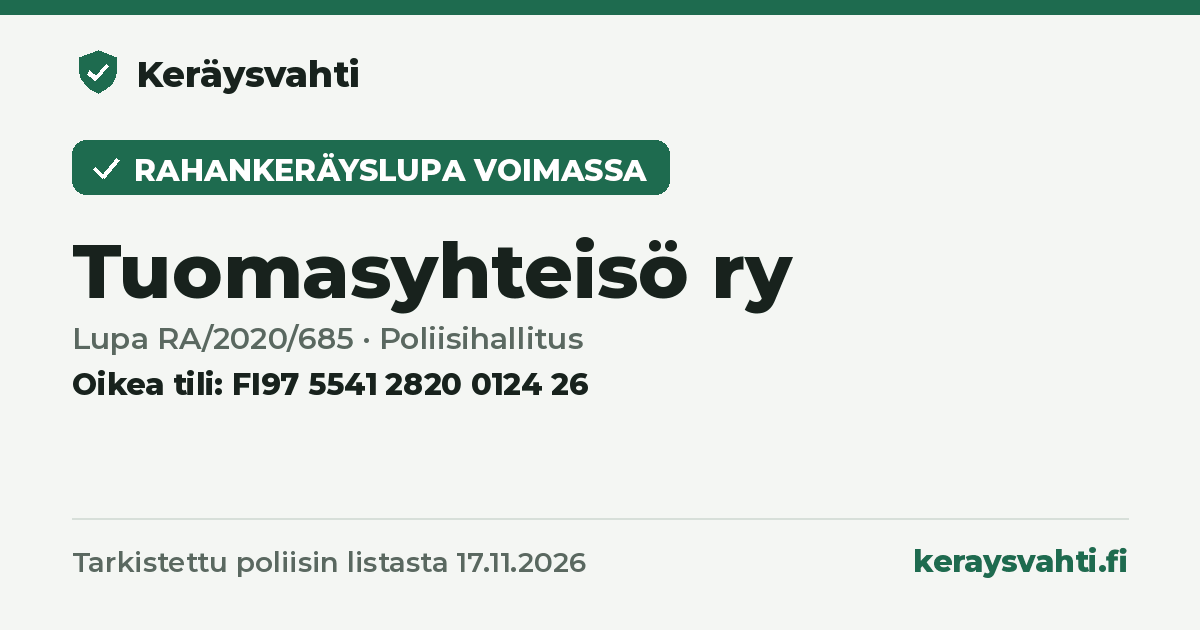 Keräysvahti
RAHANKERÄYSLUPA VOIMASSA
Tuomasyhteisö ry
Lupa RA/2020/685 · Poliisihallitus
Oikea tili: FI97 5541 2820 0124 26
Tarkistettu poliisin listasta 17.11.2026
keraysvahti.fi